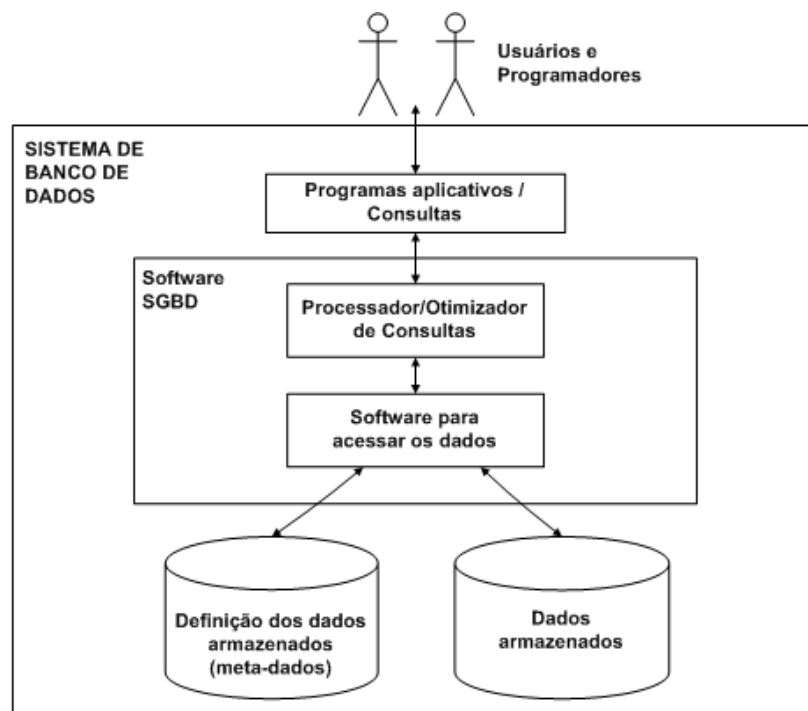 Usuários e
Programadores
SISTEMA DE
BANCO DE
DADOS
Programas aplicativos /
Consultas
Software
SGBD
Processador/Otimizador
de Consultas
Software para
acessar os dados
Definição dos dados
armazenados
(meta-dados)
Dados
armazenados